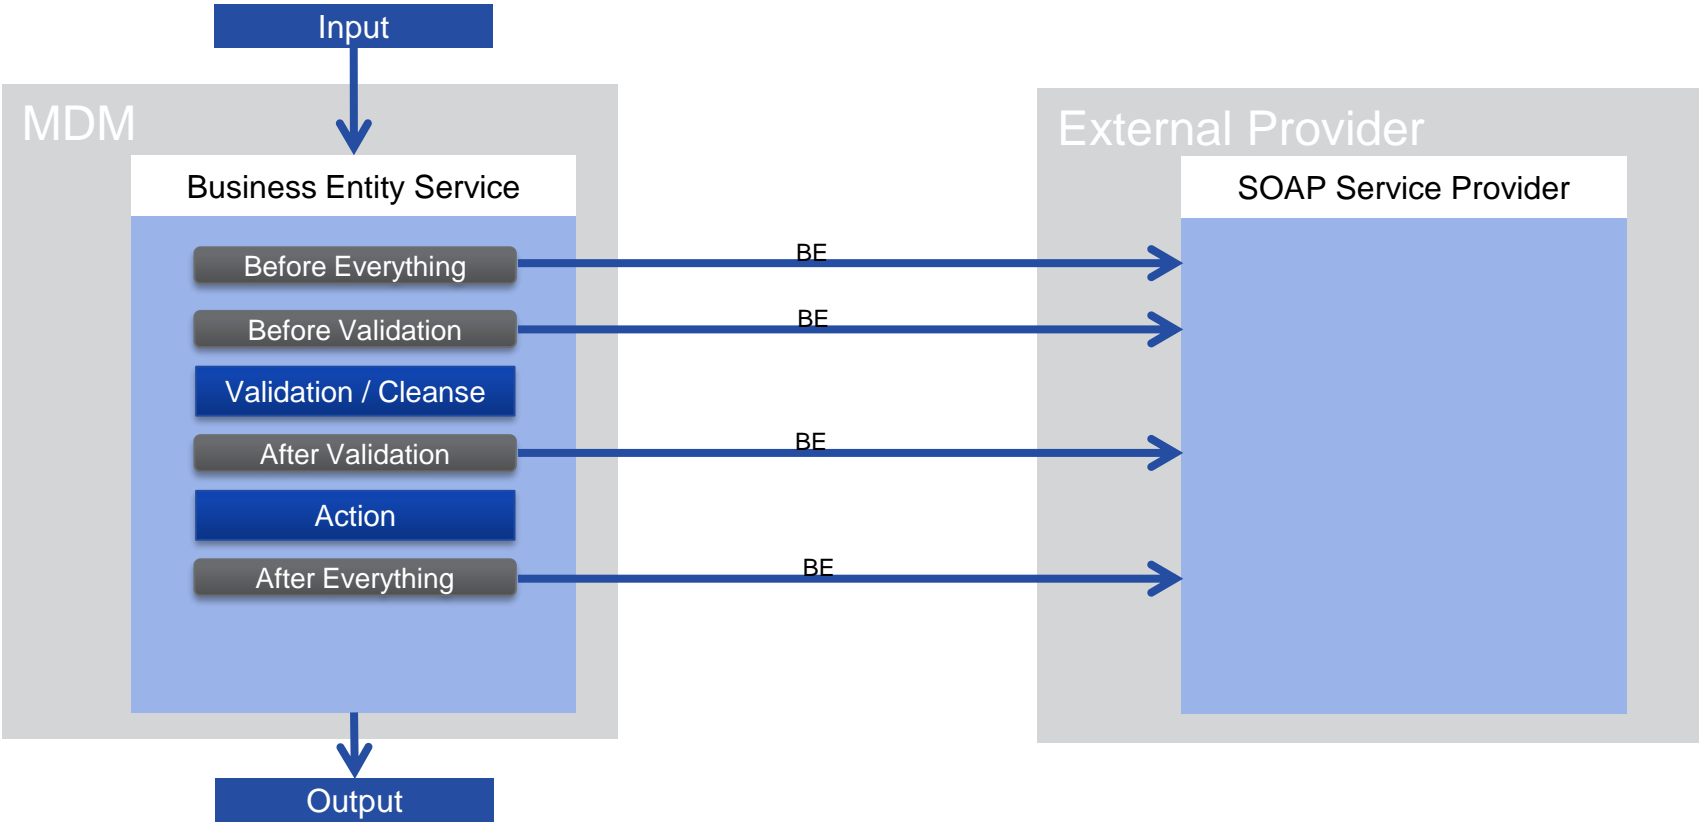 Input
MDM
External Provider
Business Entity Service
SOAP Service Provider
Before Everything
BE
Before Validation
BE
Validation / Cleanse
After Validation
BE
Action
After Everything
BE
Output